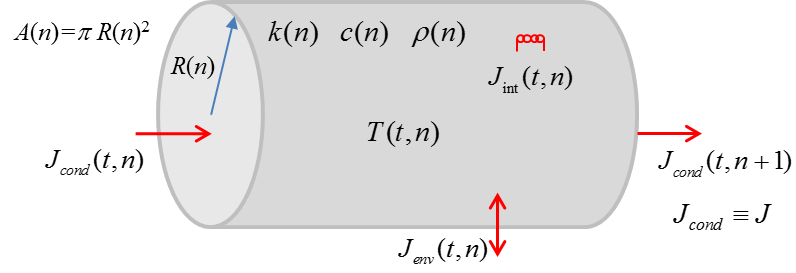 A(n)=π R(n)²
k(n) c(n) ρ(n)
R(n)
J_int(t,n)
T(t,n)
J_cond(t,n)
J_cond(t,n+1)
J_cond ≡ J
J_env(t,n)